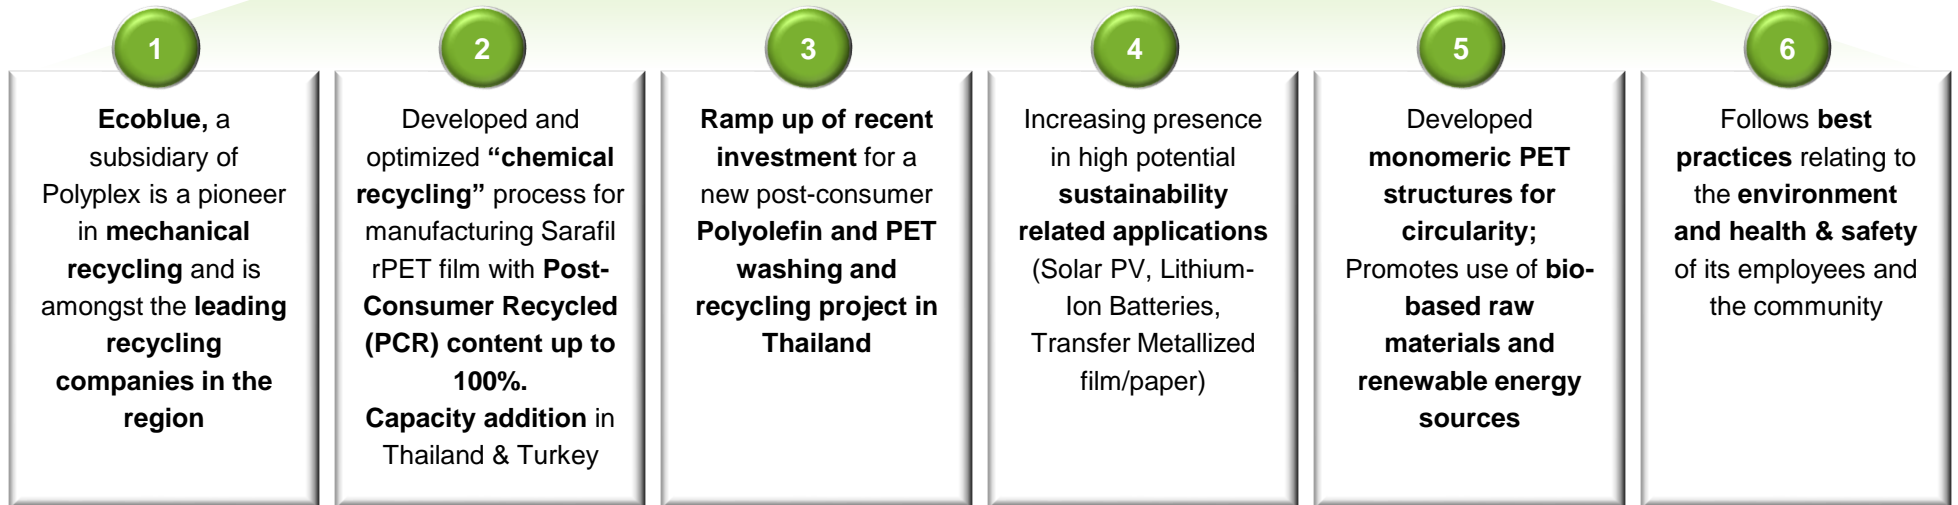 1
Ecoblue, a
subsidiary of
Polyplex is a pioneer
in mechanical
recycling and is
amongst the leading
recycling
companies in the
region
2
Developed and
optimized “chemical
recycling” process for
manufacturing Sarafil
rPET film with Post-
Consumer Recycled
(PCR) content up to
100%.
Capacity addition in
Thailand & Turkey
3
Ramp up of recent
investment for a
new post-consumer
Polyolefin and PET
washing and
recycling project in
Thailand
4
Increasing presence
in high potential
sustainability
related applications
(Solar PV, Lithium-
Ion Batteries,
Transfer Metallized
film/paper)
5
Developed
monomeric PET
structures for
circularity;
Promotes use of bio-
based raw
materials and
renewable energy
sources
6
Follows best
practices relating to
the environment
and health & safety
of its employees and
the community